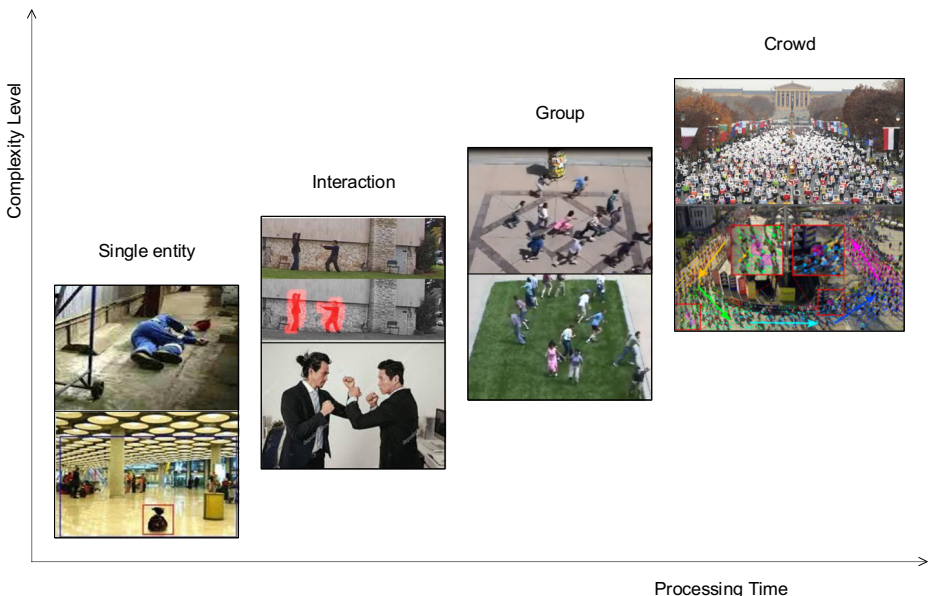 Crowd
Group
Interaction
Single entity
Complexity Level
Processing Time